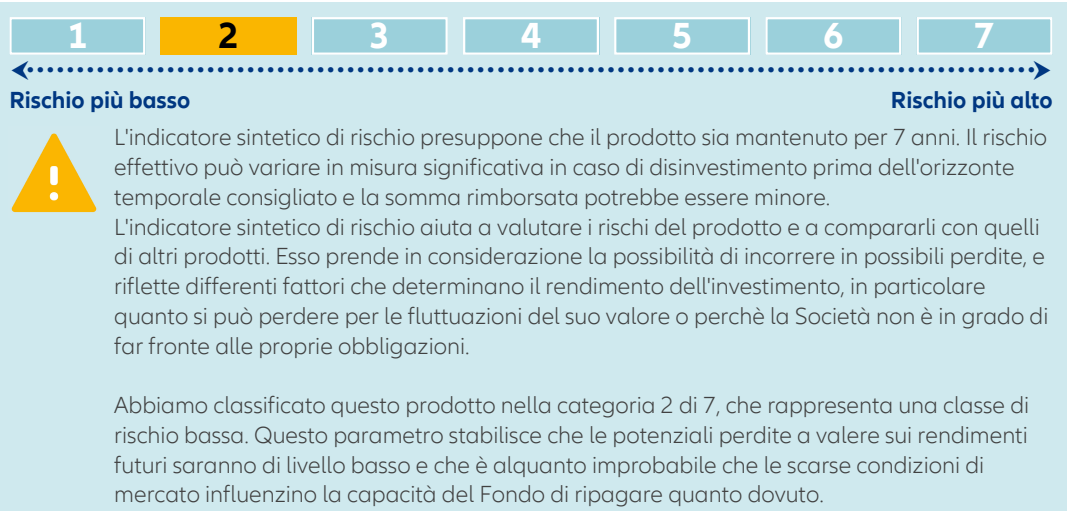 1 2 3 4 5 6 7
Rischio più basso Rischio più alto
L'indicatore sintetico di rischio presuppone che il prodotto sia mantenuto per 7 anni. Il rischio
effettivo può variare in misura significativa in caso di disinvestimento prima dell'orizzonte
temporale consigliato e la somma rimborsata potrebbe essere minore.
L'indicatore sintetico di rischio aiuta a valutare i rischi del prodotto e a compararli con quelli
di altri prodotti. Esso prende in considerazione la possibilità di incorrere in possibili perdite, e
riflette differenti fattori che determinano il rendimento dell'investimento, in particolare
quanto si può perdere per le fluttuazioni del suo valore o perchè la Società non è in grado di
far fronte alle proprie obbligazioni.
Abbiamo classificato questo prodotto nella categoria 2 di 7, che rappresenta una classe di
rischio bassa. Questo parametro stabilisce che le potenziali perdite a valere sui rendimenti
futuri saranno di livello basso e che è alquanto improbabile che le scarse condizioni di
mercato influenzino la capacità del Fondo di ripagare quanto dovuto.